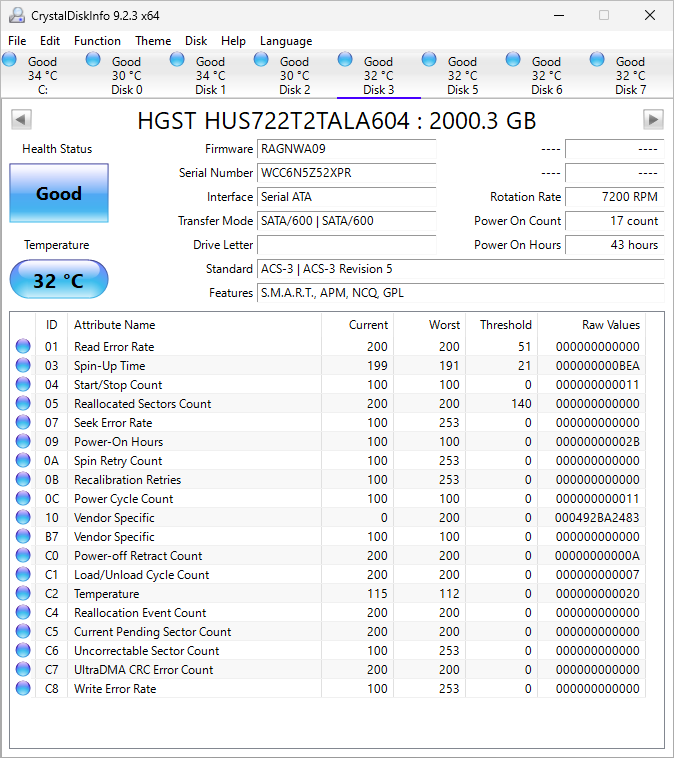 CrystalDiskInfo 9.2.3 x64
File Edit Function Theme Disk Help Language
Good Good Good Good Good Good Good Good
34 °C 30 °C 34 °C 30 °C 32 °C 32 °C 32 °C 32 °C
C: Disk 0 Disk 1 Disk 2 Disk 3 Disk 5 Disk 6 Disk 7
HGST HUS722T2TALA604 : 2000.3 GB
Health Status
Good
Temperature
32 °C
Firmware RAGNWA09 ---- ----
Serial Number WCC6N5Z52XPR ---- ----
Interface Serial ATA Rotation Rate 7200 RPM
Transfer Mode SATA/600 | SATA/600 Power On Count 17 count
Drive Letter Power On Hours 43 hours
Standard ACS-3 | ACS-3 Revision 5
Features S.M.A.R.T., APM, NCQ, GPL
ID Attribute Name Current Worst Threshold Raw Values
01 Read Error Rate 200 200 51 000000000000
03 Spin-Up Time 199 191 21 000000000BEA
04 Start/Stop Count 100 100 0 000000000011
05 Reallocated Sectors Count 200 200 140 000000000000
07 Seek Error Rate 100 253 0 000000000000
09 Power-On Hours 100 100 0 00000000002B
0A Spin Retry Count 100 253 0 000000000000
0B Recalibration Retries 100 253 0 000000000000
0C Power Cycle Count 100 100 0 000000000011
10 Vendor Specific 0 200 0 000492BA2483
B7 Vendor Specific 100 100 0 000000000000
C0 Power-off Retract Count 200 200 0 00000000000A
C1 Load/Unload Cycle Count 200 200 0 000000000007
C2 Temperature 115 112 0 000000000020
C4 Reallocation Event Count 200 200 0 000000000000
C5 Current Pending Sector Count 200 200 0 000000000000
C6 Uncorrectable Sector Count 100 253 0 000000000000
C7 UltraDMA CRC Error Count 200 200 0 000000000000
C8 Write Error Rate 100 253 0 000000000000